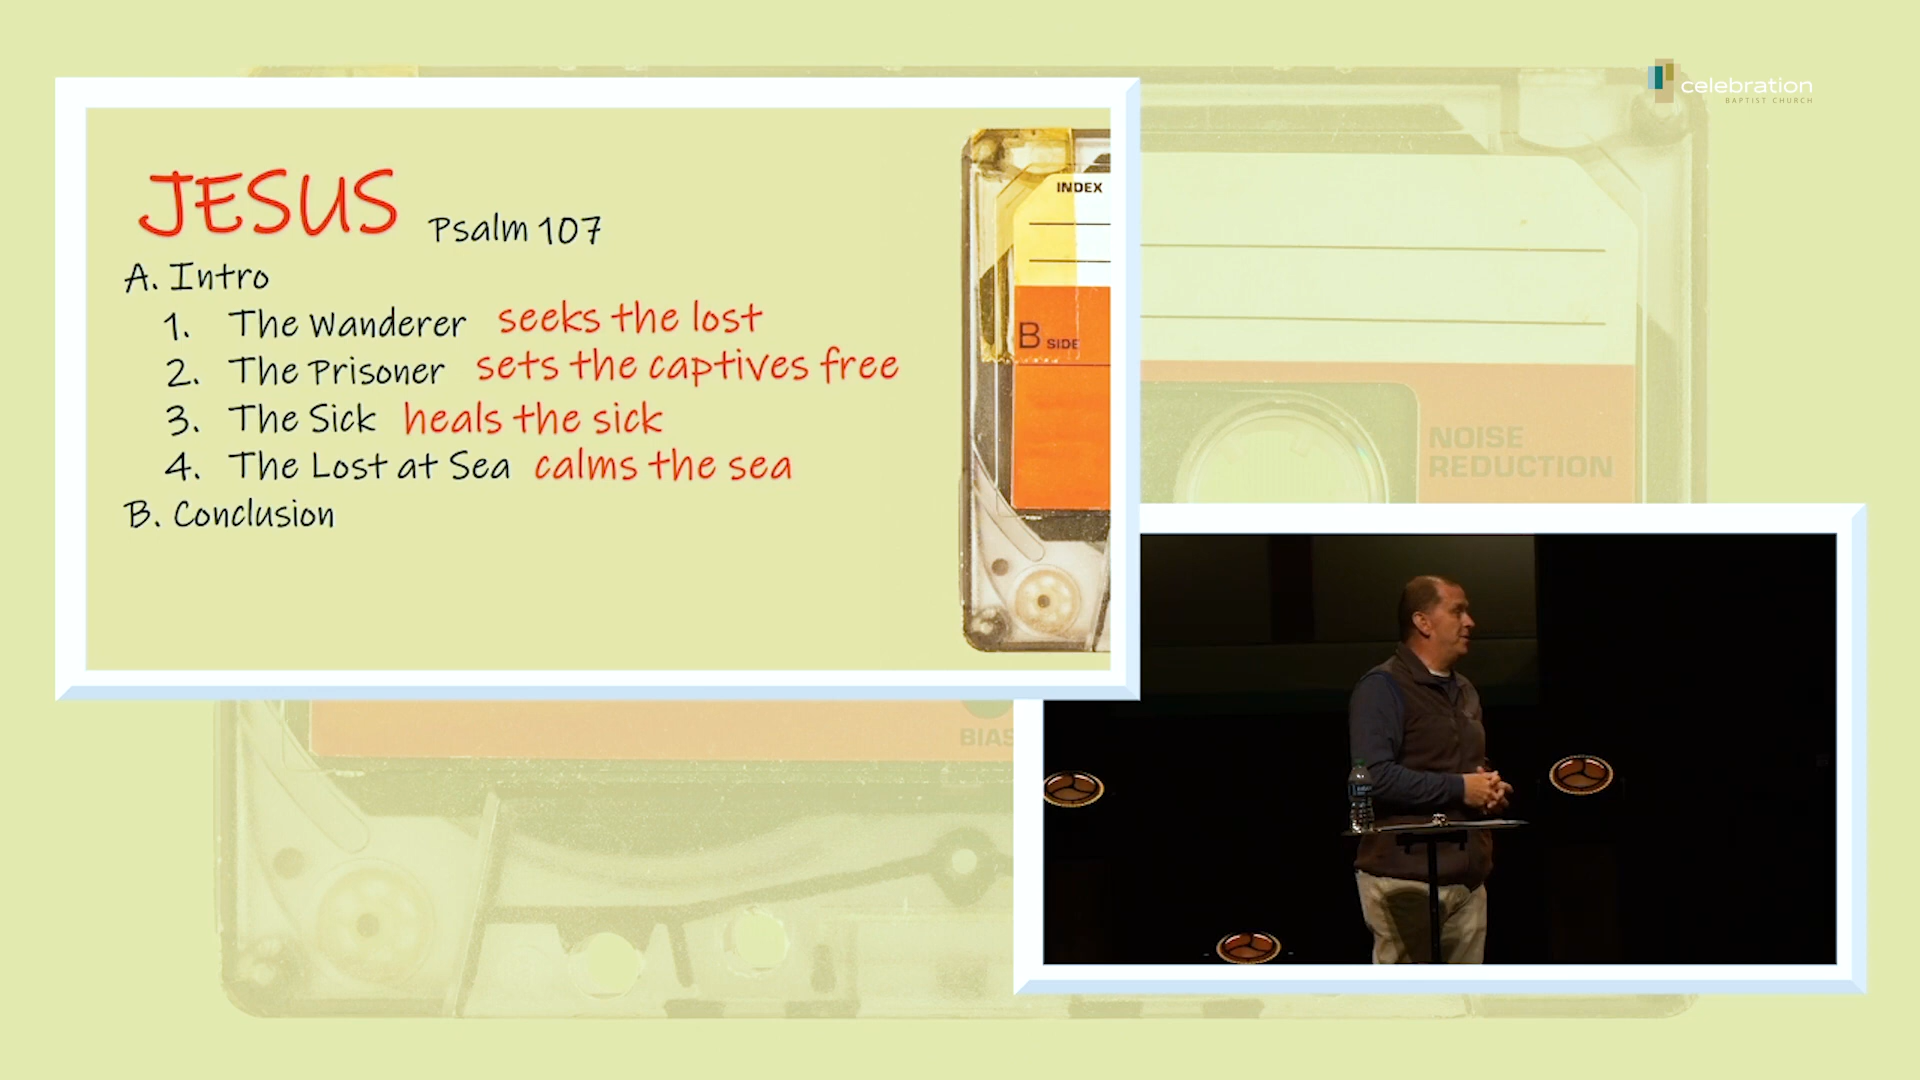 celebration
BAPTIST CHURCH
JESUS Psalm 107
A. Intro
1. The Wanderer seeks the lost
2. The Prisoner sets the captives free
3. The Sick heals the sick
4. The Lost at Sea calms the sea
B. Conclusion
INDEX
B SIDE
NOISE
REDUCTION
BIAS